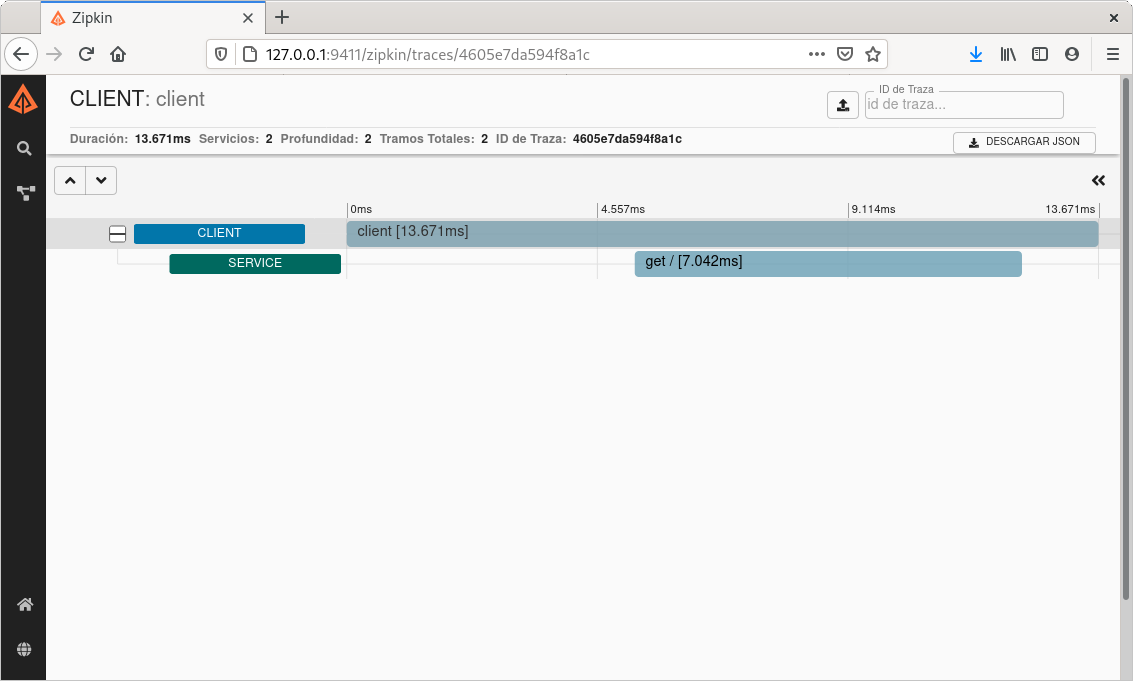 Zipkin
127.0.0.1:9411/zipkin/traces/4605e7da594f8a1c
CLIENT: client
ID de Traza
id de traza...
Duración: 13.671ms Servicios: 2 Profundidad: 2 Tramos Totales: 2 ID de Traza: 4605e7da594f8a1c
DESCARGAR JSON
0ms 4.557ms 9.114ms 13.671ms
CLIENT client [13.671ms]
SERVICE get / [7.042ms]